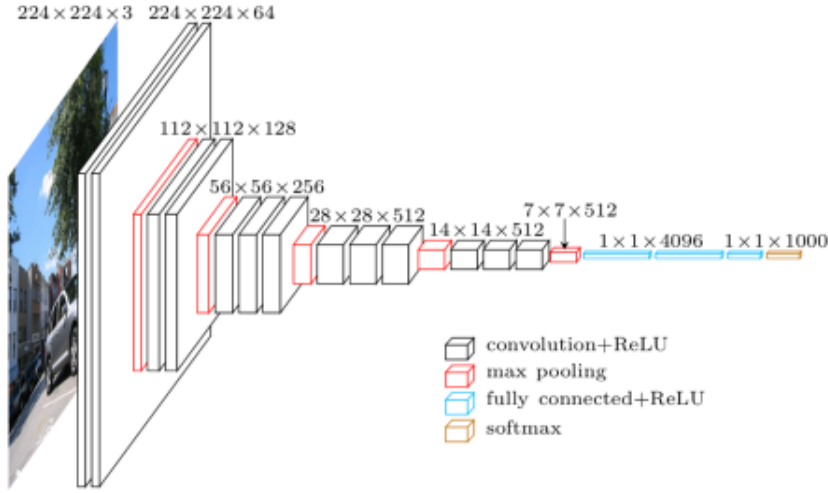 224×224×3
224×224×64
112×112×128
56×56×256
28×28×512
14×14×512
7×7×512
1×1×4096
1×1×1000
convolution+ReLU
max pooling
fully connected+ReLU
softmax